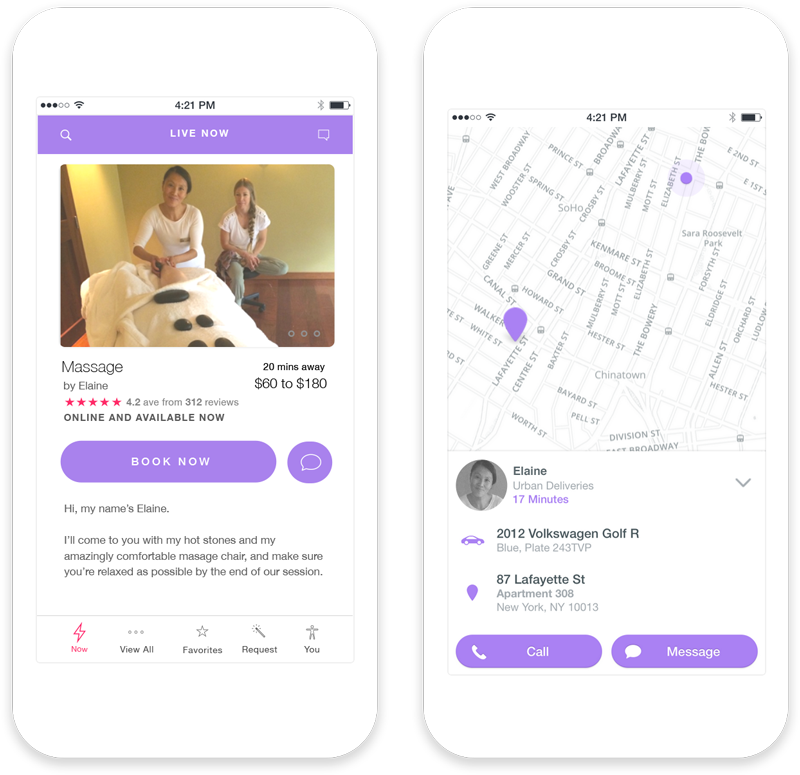 4:21 PM
LIVE NOW
Massage
20 mins away
by Elaine
$60 to $180
4.2 ave from 312 reviews
ONLINE AND AVAILABLE NOW
BOOK NOW
Hi, my name's Elaine.
I'll come to you with my hot stones and my
amazingly comfortable masage chair, and make sure
you're relaxed as possible by the end of our session.
Now
View All
Favorites
Request
You
4:21 PM
PRINCE ST
BROADWAY
LAFAYETTE ST
THE BOWERY
E 2ND ST
WEST BROADWAY
WOOSTER ST
SPRING ST
CROSBY ST
MULBERRY ST
MOTT ST
ELIZABETH ST
E 1ST S
AVE
SoHo
Sara Roosevelt
Park
GREENE ST
MERCER ST
CROSBY ST
KENMARE ST
BROOME ST
ELIZABETH ST
FORSYTH ST
GRAND ST
CANAL ST
HOWARD ST
MULBERRY ST
MOTT ST
THE BOWERY
ELDRIDGE ST
ORCHARD ST
LUDLO
WALKER
WHITE ST
LAFAYETTE ST
CENTRE ST
BAXTER ST
HESTER ST
ALLEN ST
Chinatown
HESTER ST
BAYARD ST
PELL ST
WORTH ST
DIVISION ST
EAST BROADWAY
Elaine
Urban Deliveries
17 Minutes
2012 Volkswagen Golf R
Blue, Plate 243TVP
87 Lafayette St
Apartment 308
New York, NY 10013
Call
Message